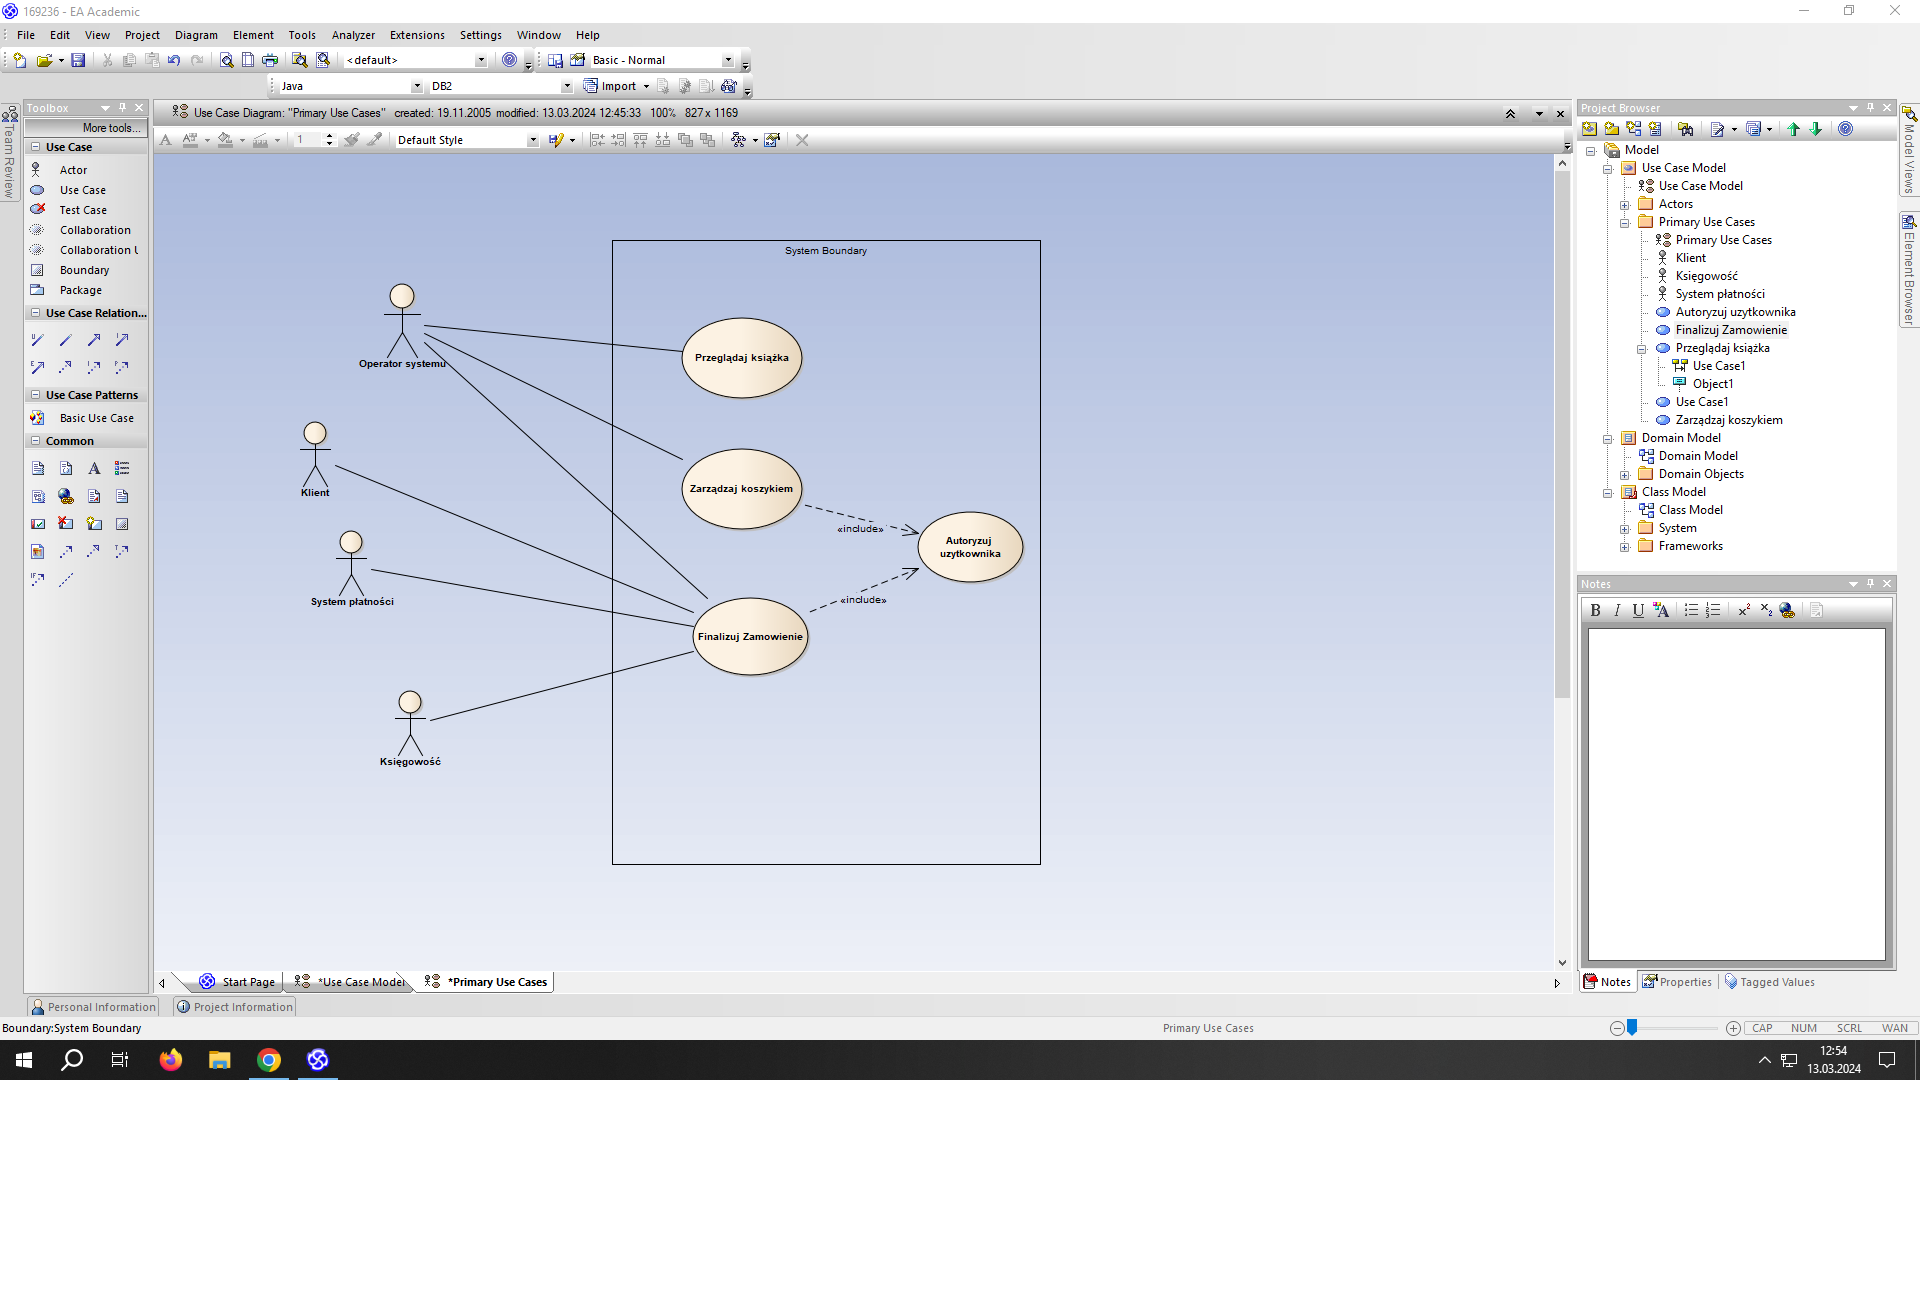 169236 - EA Academic
File Edit View Project Diagram Element Tools Analyzer Extensions Settings Window Help
<default> Basic - Normal
Java DB2 Import
Toolbox
More tools...
Use Case
Actor
Use Case
Test Case
Collaboration
Collaboration U
Boundary
Package
Use Case Relation...
Use Case Patterns
Basic Use Case
Common
Team Review
Use Case Diagram: "Primary Use Cases" created: 19.11.2005 modified: 13.03.2024 12:45:33 100% 827 x 1169
1 Default Style
System Boundary
Operator systemu
Przeglądaj książka
Klient
Zarządzaj koszykiem
«include»
Autoryzuj
uzytkownika
System płatności
«include»
Finalizuj Zamowienie
Księgowość
Start Page *Use Case Model *Primary Use Cases
Project Browser
Model
Use Case Model
Use Case Model
Actors
Primary Use Cases
Primary Use Cases
Klient
Księgowość
System płatności
Autoryzuj uzytkownika
Finalizuj Zamowienie
Przeglądaj książka
Use Case1
Object1
Use Case1
Zarządzaj koszykiem
Domain Model
Domain Model
Domain Objects
Class Model
Class Model
System
Frameworks
Notes
B I U A
Notes Properties Tagged Values
Model Views
Element Browser
Personal Information Project Information
Boundary:System Boundary Primary Use Cases CAP NUM SCRL WAN
12:54
13.03.2024